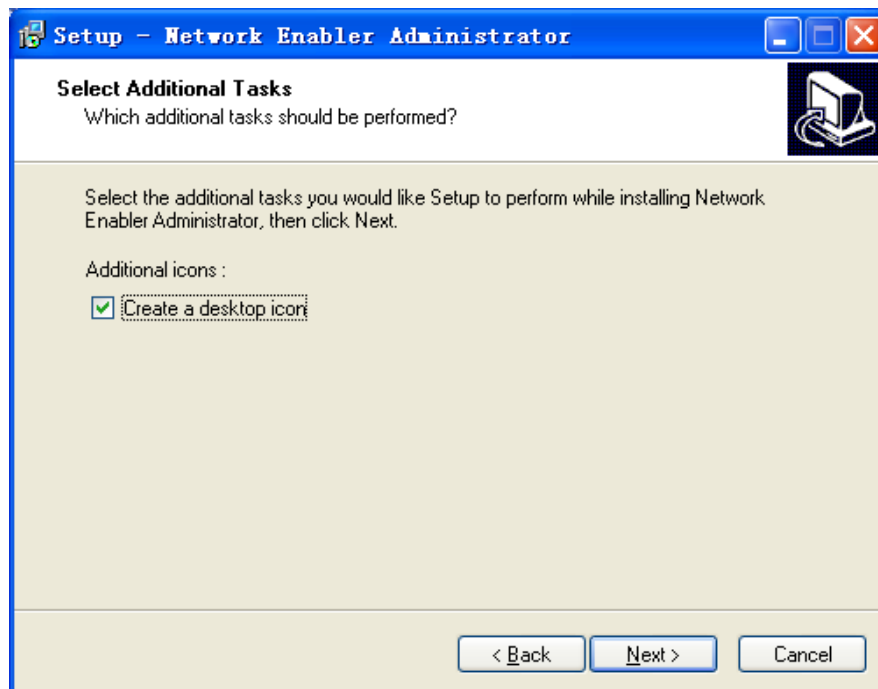 Setup - Network Enabler Administrator
Select Additional Tasks
Which additional tasks should be performed?
Select the additional tasks you would like Setup to perform while installing Network
Enabler Administrator, then click Next.
Additional icons :
Create a desktop icon
< Back Next > Cancel